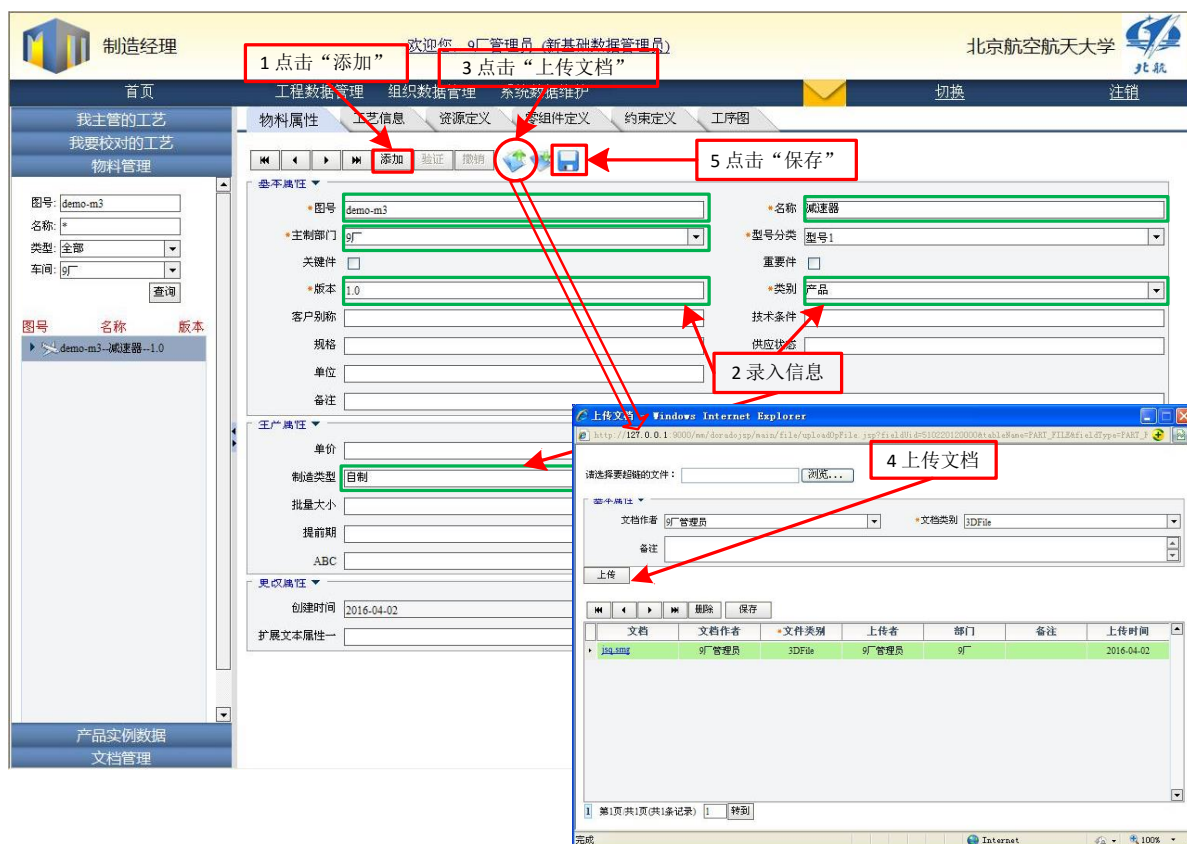 制造经理
欢迎您 9厂管理员 (新基础数据管理员)
北京航空航天大学
北航
1 点击“添加”
3 点击“上传文档”
首页
工程数据管理 组织数据管理 系统数据维护
切换
注销
我主管的工艺
我要校对的工艺
物料管理
物料属性 工艺信息 资源定义 零组件定义 约束定义 工序图
添加 验证 撤销
5 点击“保存”
图号: demo-m3
名称: *
类型: 全部
车间: 9厂
查询
图号 名称 版本
demo-m3--减速器--1.0
基本属性
*图号 demo-m3
*名称 减速器
*主制部门 9厂
*型号分类 型号1
关键件
重要件
*版本 1.0
*类别 产品
客户别称
技术条件
规格
供应状态
单位
备注
2 录入信息
生产属性
单价
制造类型 自制
批量大小
提前期
ABC
更改属性
创建时间 2016-04-02
扩展文本属性一
产品实例数据
文档管理
上传文档 - Windows Internet Explorer
4 上传文档
请选择要超链的文件:
浏览...
基本属性
文档作者 9厂管理员
*文档类别 3DFile
备注
上传
删除 保存
文档 文档作者 *文件类别 上传者 部门 备注 上传时间
jsq.smg 9厂管理员 3DFile 9厂管理员 9厂 2016-04-02
1 第1页/共1页(共1条记录) 1 转到
完成
Internet
100%